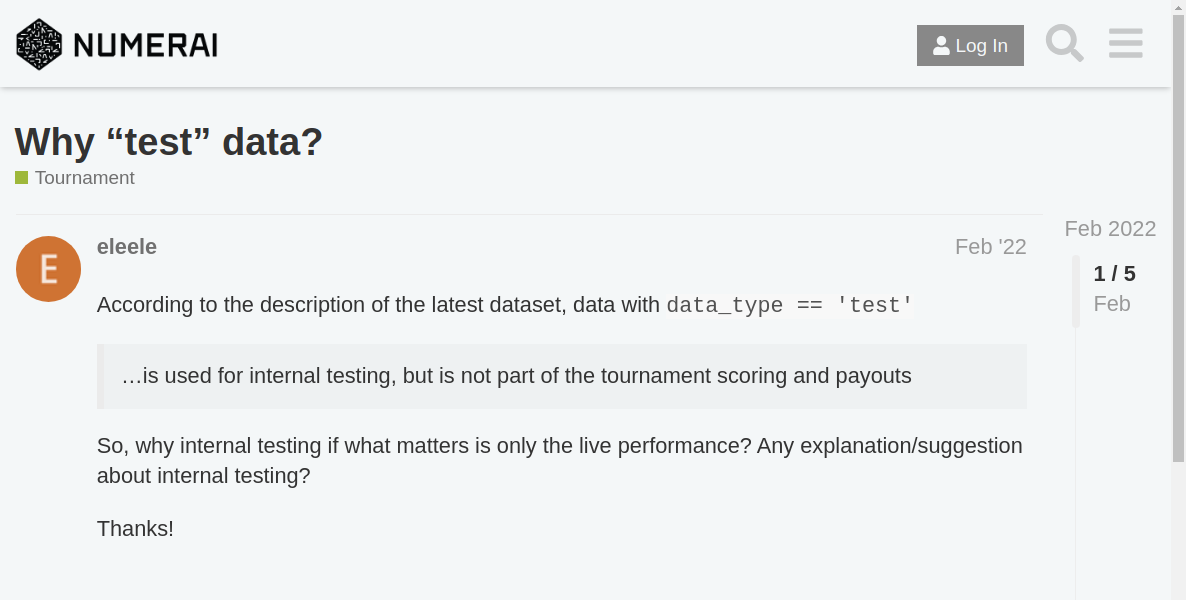 NUMERAI
Log In
Why “test” data?
Tournament
E
eleele
Feb '22
Feb 2022
1 / 5
Feb
According to the description of the latest dataset, data with data_type == 'test'
…is used for internal testing, but is not part of the tournament scoring and payouts
So, why internal testing if what matters is only the live performance? Any explanation/suggestion
about internal testing?
Thanks!